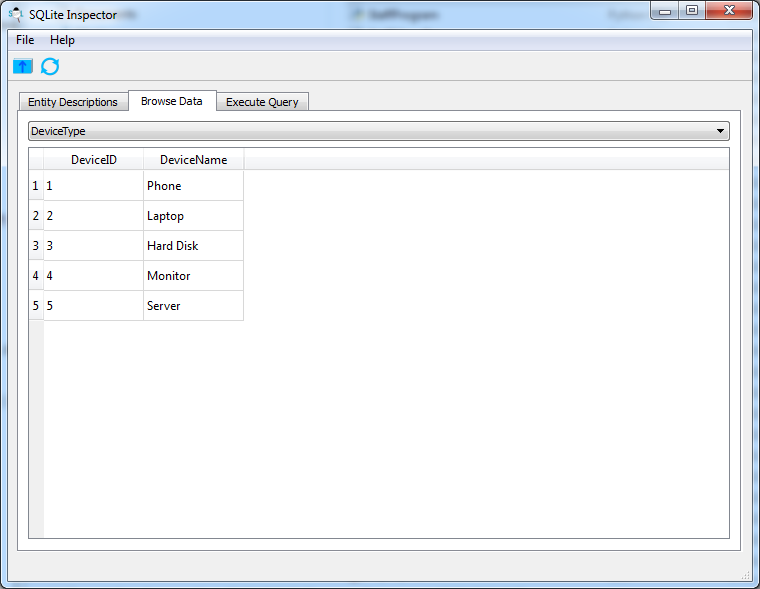 SQLite Inspector
File Help
Entity Descriptions Browse Data Execute Query
DeviceType
DeviceID DeviceName
1 1 Phone
2 2 Laptop
3 3 Hard Disk
4 4 Monitor
5 5 Server